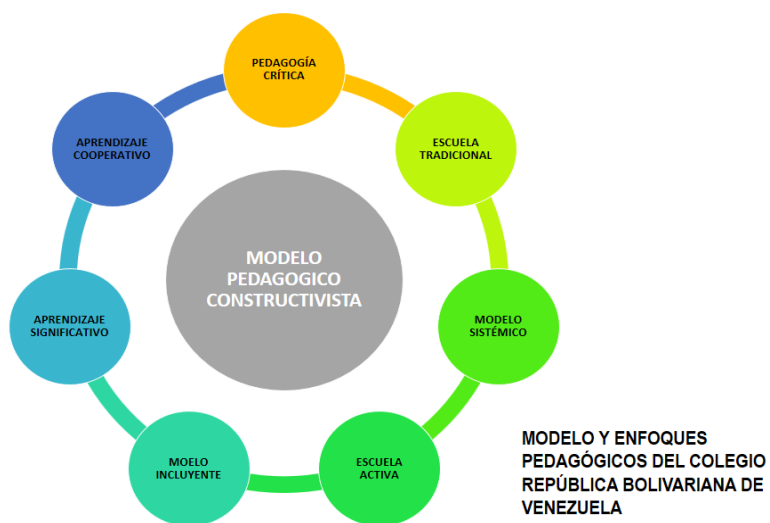 PEDAGOGÍA
CRÍTICA
ESCUELA
TRADICIONAL
MODELO
SISTÉMICO
ESCUELA
ACTIVA
MOELO
INCLUYENTE
APRENDIZAJE
SIGNIFICATIVO
APRENDIZAJE
COOPERATIVO
MODELO
PEDAGOGICO
CONSTRUCTIVISTA
MODELO Y ENFOQUES
PEDAGÓGICOS DEL COLEGIO
REPÚBLICA BOLIVARIANA DE
VENEZUELA